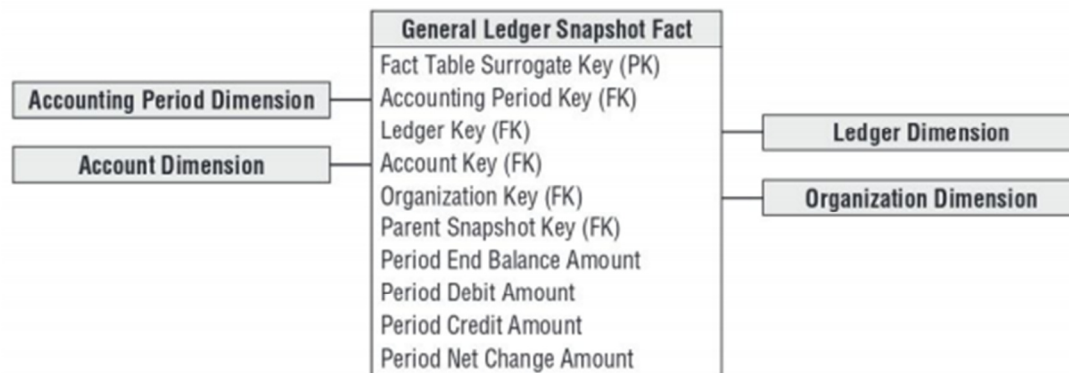 General Ledger Snapshot Fact
Fact Table Surrogate Key (PK)
Accounting Period Key (FK)
Ledger Key (FK)
Account Key (FK)
Organization Key (FK)
Parent Snapshot Key (FK)
Period End Balance Amount
Period Debit Amount
Period Credit Amount
Period Net Change Amount
Accounting Period Dimension
Account Dimension
Ledger Dimension
Organization Dimension